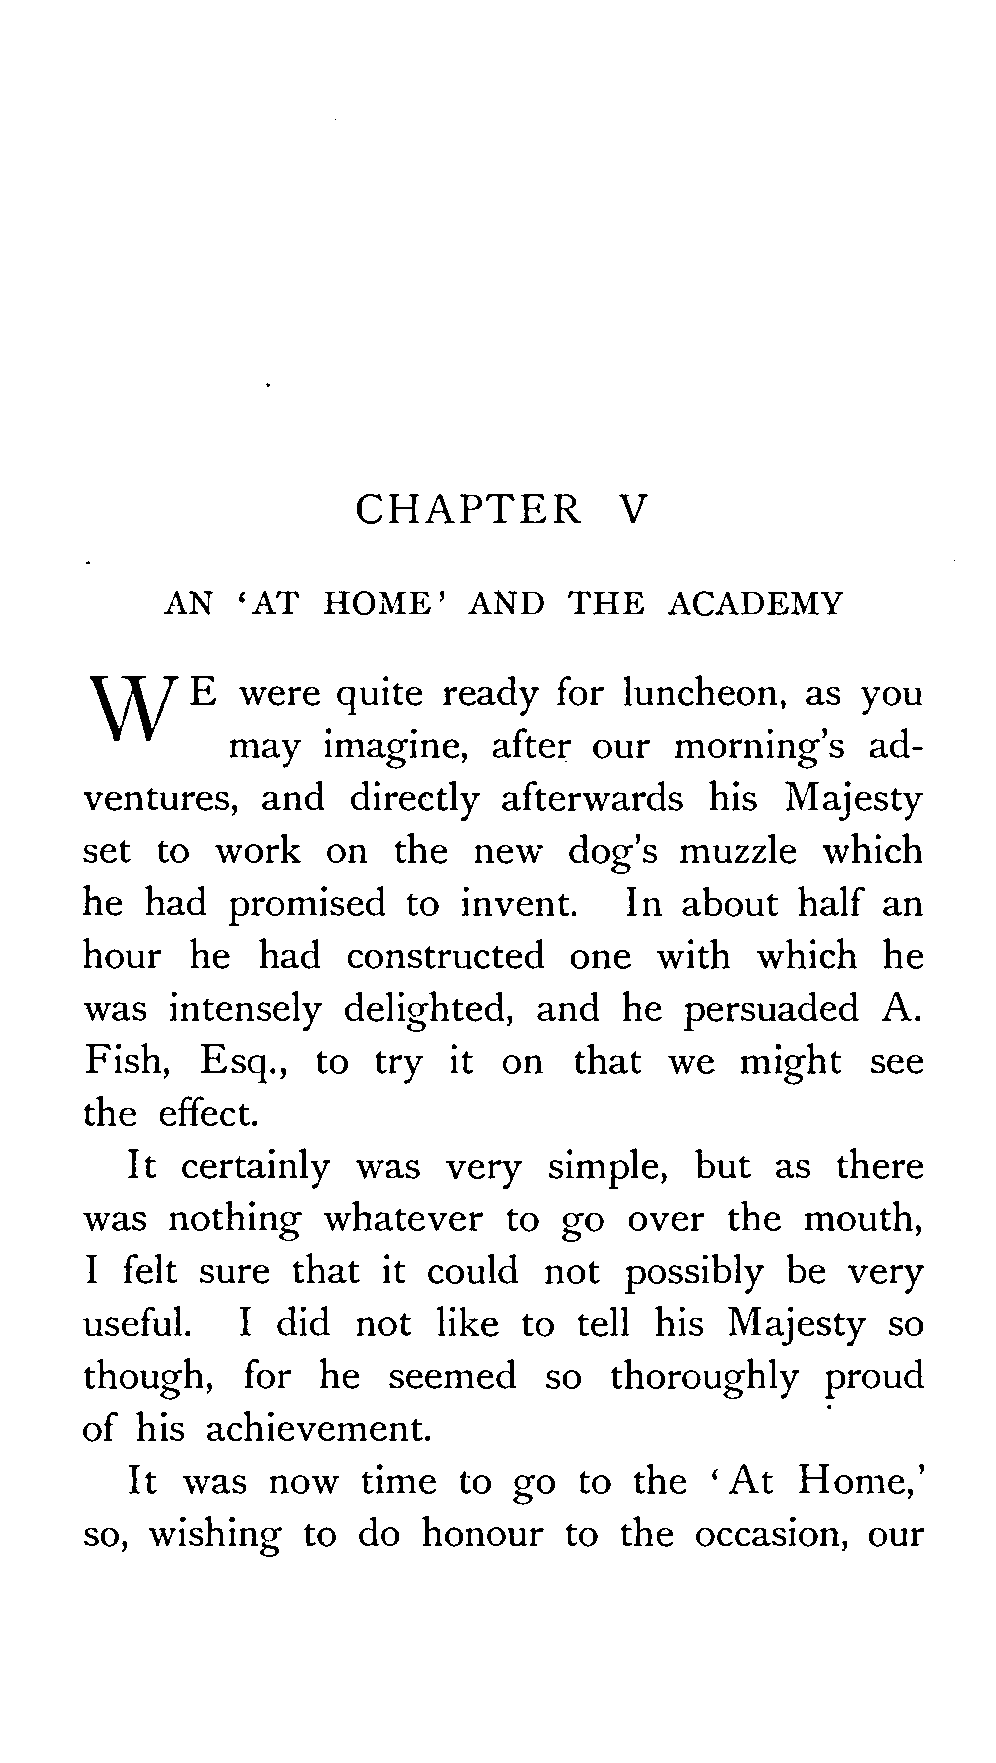 CHAPTER V
AN ‘AT HOME’ AND THE ACADEMY
WE were quite ready for luncheon, as you
may imagine, after our morning’s ad-
ventures, and directly afterwards his Majesty
set to work on the new dog’s muzzle which
he had promised to invent. In about half an
hour he had constructed one with which he
was intensely delighted, and he persuaded A.
Fish, Esq., to try it on that we might see
the effect.
It certainly was very simple, but as there
was nothing whatever to go over the mouth,
I felt sure that it could not possibly be very
useful. I did not like to tell his Majesty so
though, for he seemed so thoroughly proud
of his achievement.
It was now time to go to the ‘At Home,’
so, wishing to do honour to the occasion, our